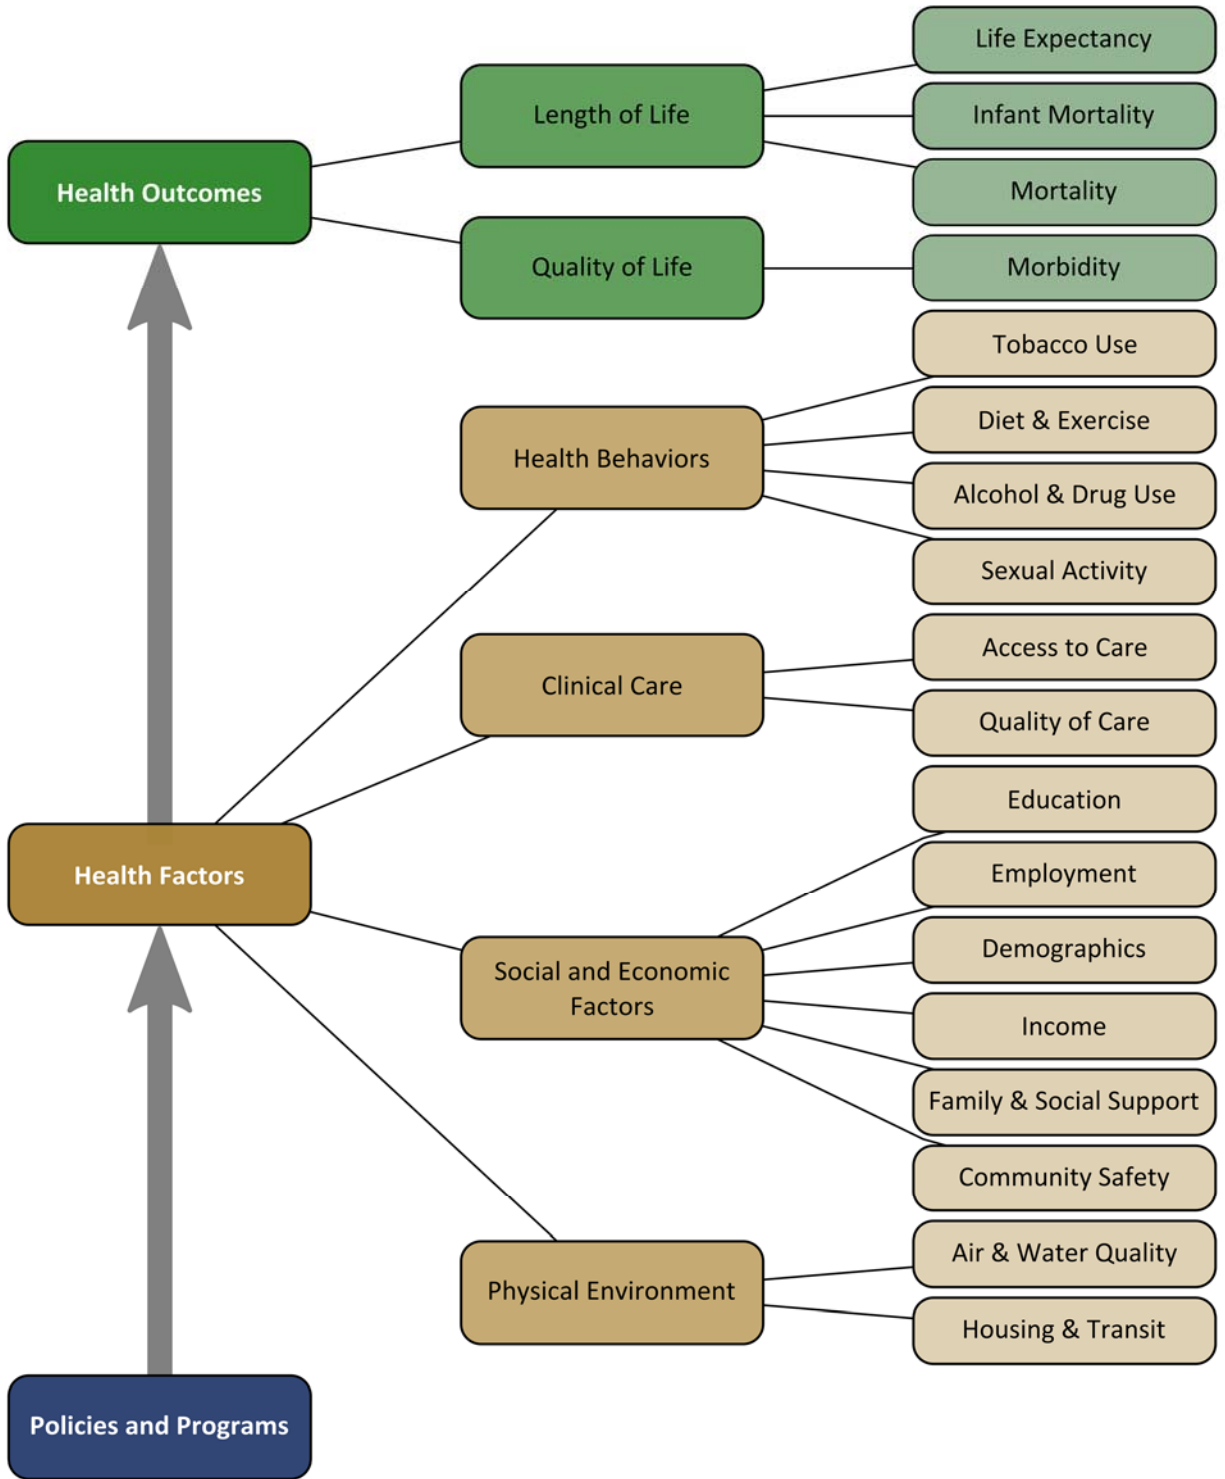 Health Outcomes
Length of Life
Life Expectancy
Infant Mortality
Mortality
Quality of Life
Morbidity
Health Factors
Health Behaviors
Tobacco Use
Diet & Exercise
Alcohol & Drug Use
Sexual Activity
Clinical Care
Access to Care
Quality of Care
Social and Economic
Factors
Education
Employment
Demographics
Income
Family & Social Support
Community Safety
Physical Environment
Air & Water Quality
Housing & Transit
Policies and Programs